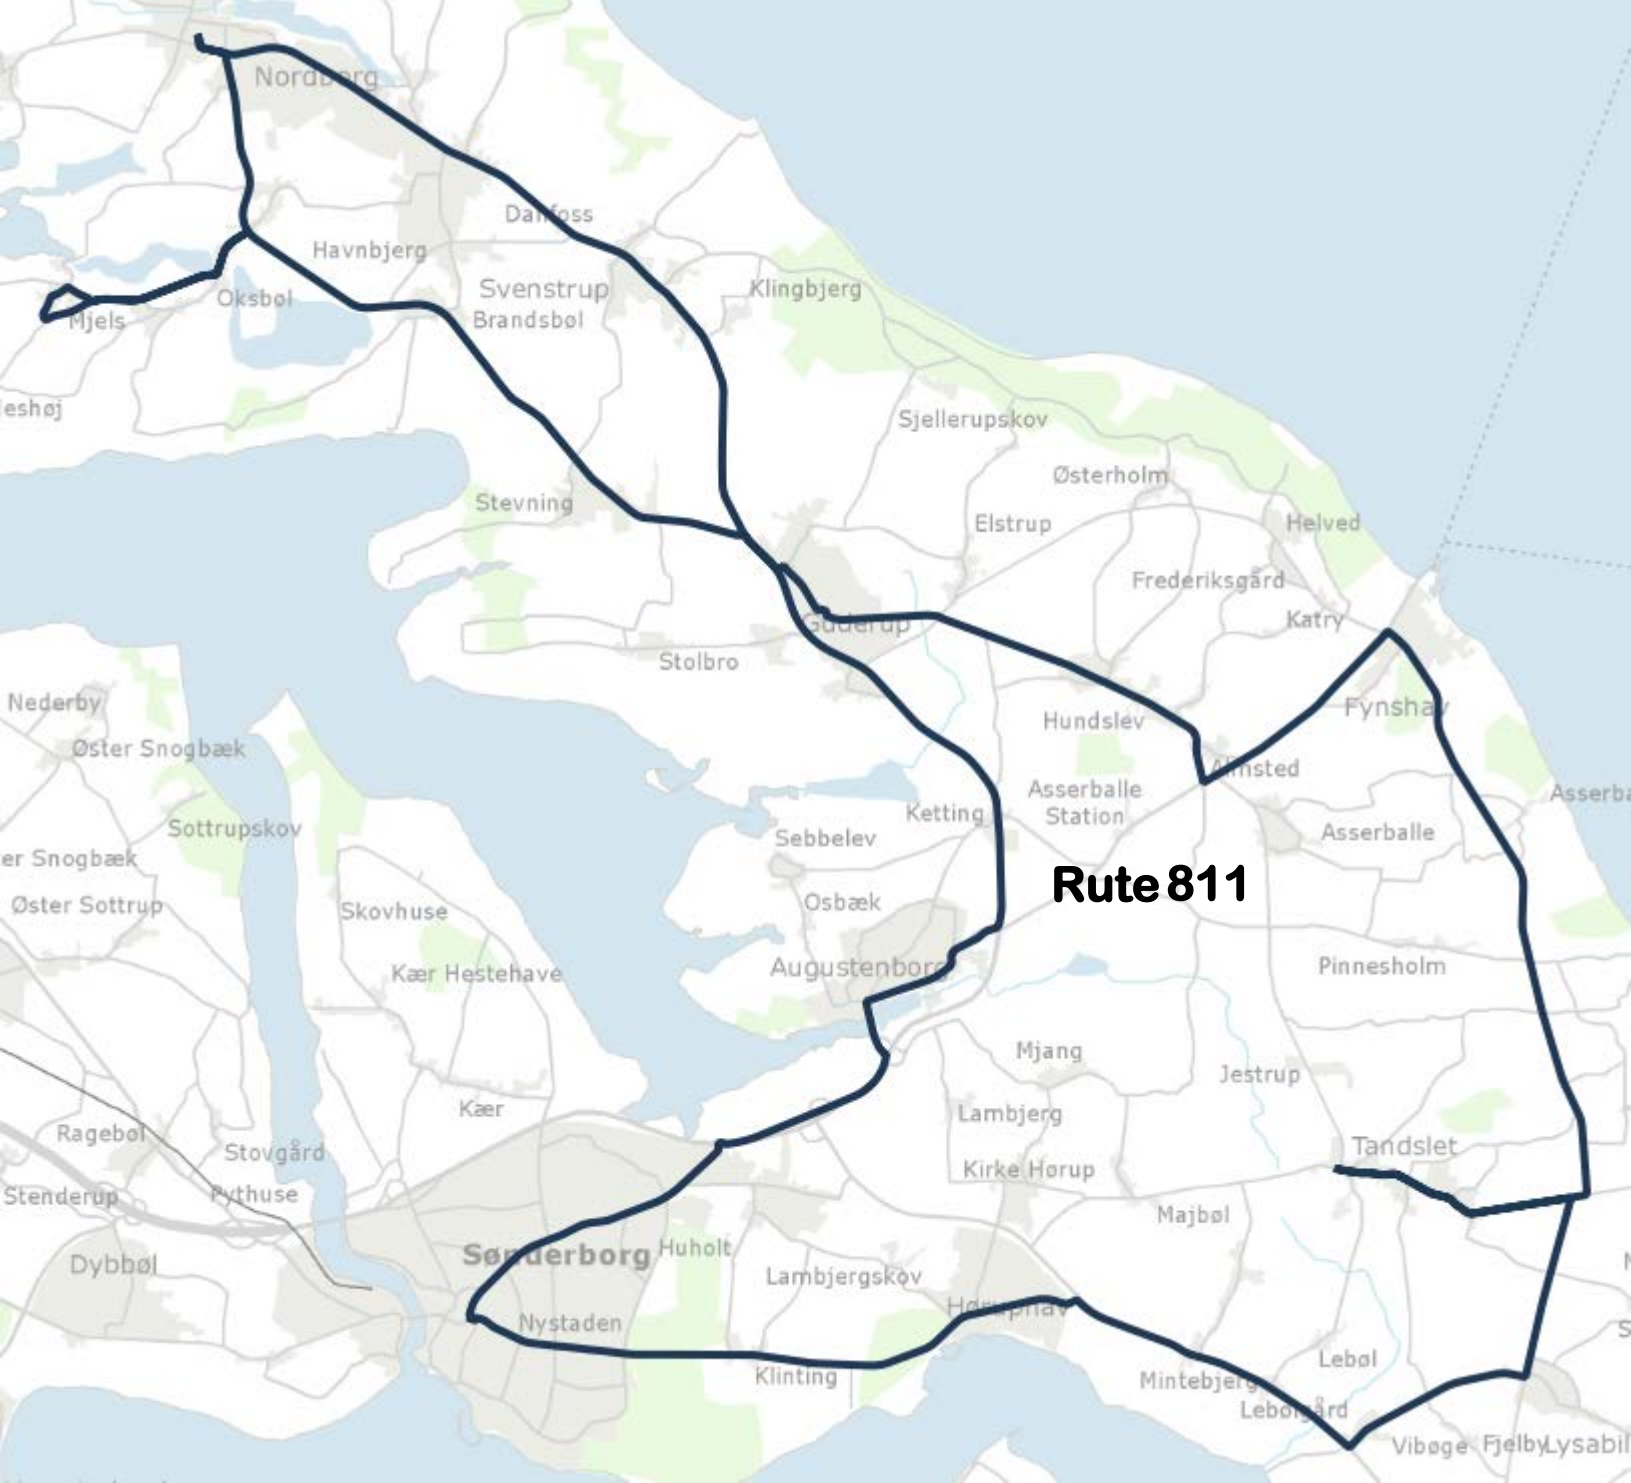 Nordborg
Danfoss
Havnbjerg
Svenstrup
Klingbjerg
Oksbøl
Mjels
Brandsbøl
leshøj
Sjellerupskov
Østerholm
Stevning
Elstrup
Helved
Frederiksgård
Katry
Guderup
Stolbro
Nederby
Fynshav
Hundslev
Øster Snogbæk
Almsted
Asserballe
Station
Asserba
Ketting
Sottrupskov
Sebbelev
Asserballe
er Snogbæk
Rute 811
Osbæk
Øster Sottrup
Skovhuse
Augustenborg
Pinnesholm
Kær Hestehave
Mjang
Jestrup
Kær
Lambjerg
Ragebøl
Tandslet
Stovgård
Kirke Hørup
Stenderup
Pythuse
Majbøl
Sønderborg
Huholt
Dybbøl
Lambjergskov
Høruphav
Nystaden
Lebøl
Klinting
Mintebjerg
Lebølgård
Vibøge
Fjelby
Lysabil